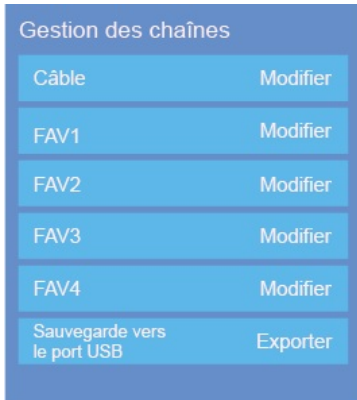 Gestion des chaînes
Câble Modifier
FAV1 Modifier
FAV2 Modifier
FAV3 Modifier
FAV4 Modifier
Sauvegarde vers
le port USB Exporter